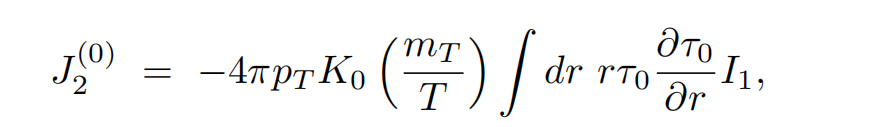 J_2^{(0)} = -4\pi p_T K_0 \left( \frac{m_T}{T} \right) \int dr \, r \tau_0 \frac{\partial \tau_0}{\partial r} I_1,